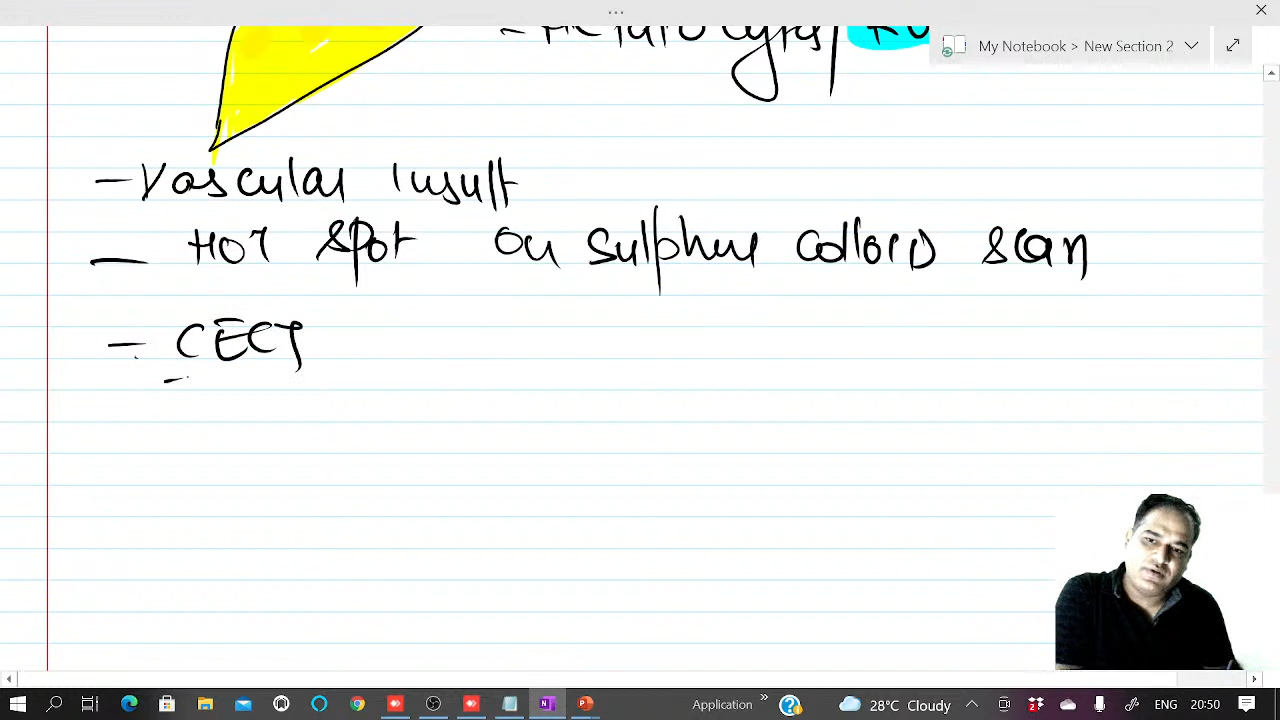 My Notebook > New Section 2
- Vascular Insult
- HOT spot on sulphur colloid scan
- CECT
Application
28°C Cloudy
ENG
20:50